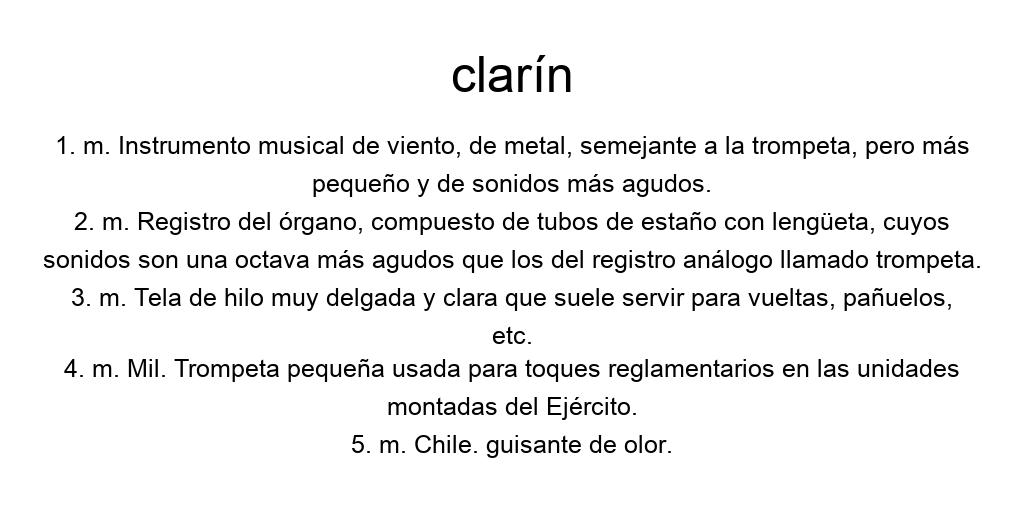 clarín
1. m. Instrumento musical de viento, de metal, semejante a la trompeta, pero más
pequeño y de sonidos más agudos.
2. m. Registro del órgano, compuesto de tubos de estaño con lengüeta, cuyos
sonidos son una octava más agudos que los del registro análogo llamado trompeta.
3. m. Tela de hilo muy delgada y clara que suele servir para vueltas, pañuelos,
etc.
4. m. Mil. Trompeta pequeña usada para toques reglamentarios en las unidades
montadas del Ejército.
5. m. Chile. guisante de olor.